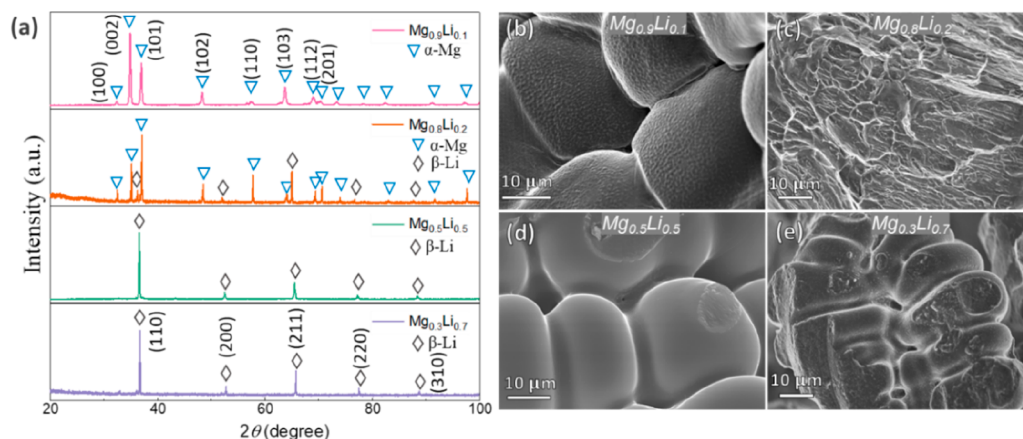 (a)
Intensity (a.u.)
(100)
(002)
(101)
(102)
(110)
(103)
(112)
(201)
Mg0.9Li0.1
α-Mg
Mg0.8Li0.2
α-Mg
β-Li
Mg0.5Li0.5
β-Li
Mg0.3Li0.7
β-Li
(110)
(200)
(211)
(220)
(310)
20 40 60 80 100
2θ (degree)
(b) Mg0.9Li0.1
10 μm
(c) Mg0.8Li0.2
10 μm
(d) Mg0.5Li0.5
10 μm
(e) Mg0.3Li0.7
10 μm